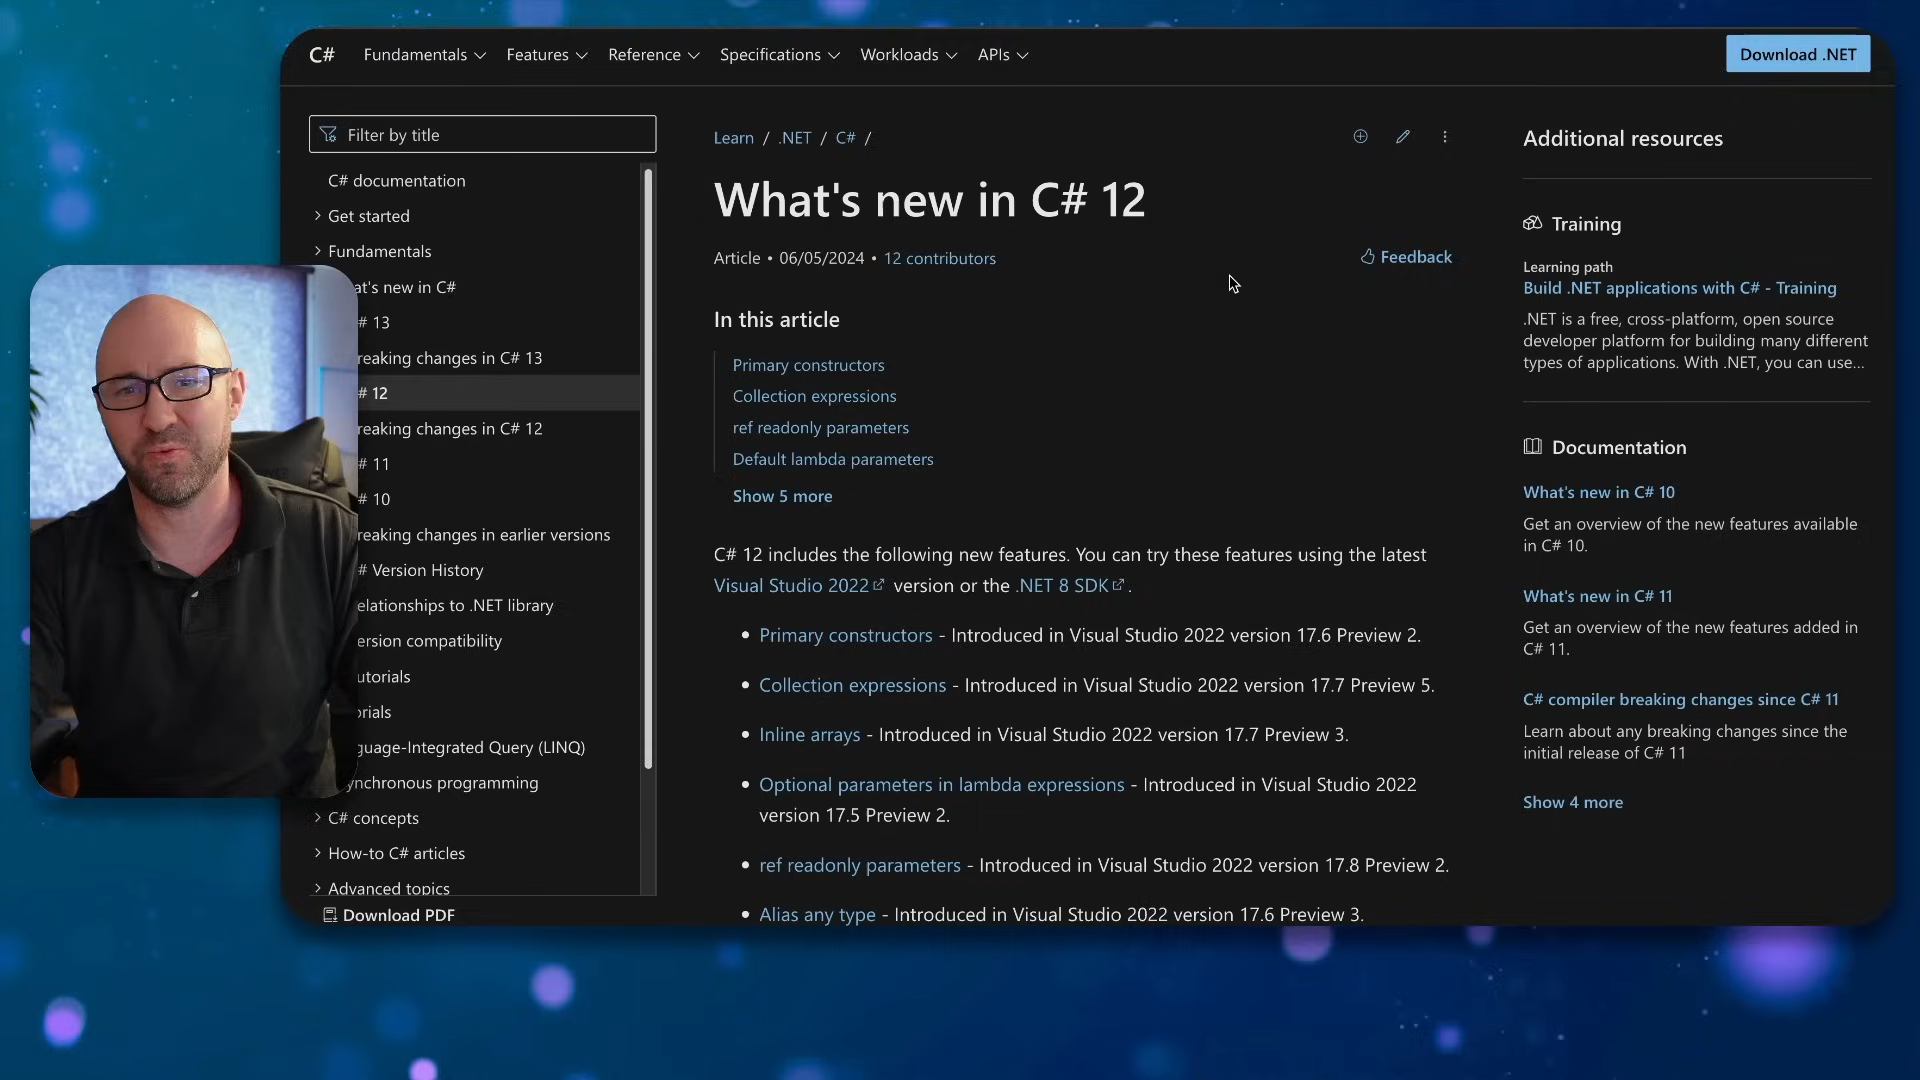 C#
Fundamentals
Features
Reference
Specifications
Workloads
APIs
Download .NET
Filter by title
C# documentation
Get started
Fundamentals
at's new in C#
# 13
reaking changes in C# 13
# 12
reaking changes in C# 12
# 11
# 10
reaking changes in earlier versions
# Version History
elationships to .NET library
ersion compatibility
utorials
orials
guage-Integrated Query (LINQ)
ynchronous programming
C# concepts
How-to C# articles
Advanced topics
Download PDF
Learn / .NET / C# /
What's new in C# 12
Article • 06/05/2024 • 12 contributors
Feedback
In this article
Primary constructors
Collection expressions
ref readonly parameters
Default lambda parameters
Show 5 more
C# 12 includes the following new features. You can try these features using the latest
Visual Studio 2022 version or the .NET 8 SDK .
• Primary constructors - Introduced in Visual Studio 2022 version 17.6 Preview 2.
• Collection expressions - Introduced in Visual Studio 2022 version 17.7 Preview 5.
• Inline arrays - Introduced in Visual Studio 2022 version 17.7 Preview 3.
• Optional parameters in lambda expressions - Introduced in Visual Studio 2022
version 17.5 Preview 2.
• ref readonly parameters - Introduced in Visual Studio 2022 version 17.8 Preview 2.
• Alias any type - Introduced in Visual Studio 2022 version 17.6 Preview 3.
Additional resources
Training
Learning path
Build .NET applications with C# - Training
.NET is a free, cross-platform, open source
developer platform for building many different
types of applications. With .NET, you can use...
Documentation
What's new in C# 10
Get an overview of the new features available
in C# 10.
What's new in C# 11
Get an overview of the new features added in
C# 11.
C# compiler breaking changes since C# 11
Learn about any breaking changes since the
initial release of C# 11
Show 4 more